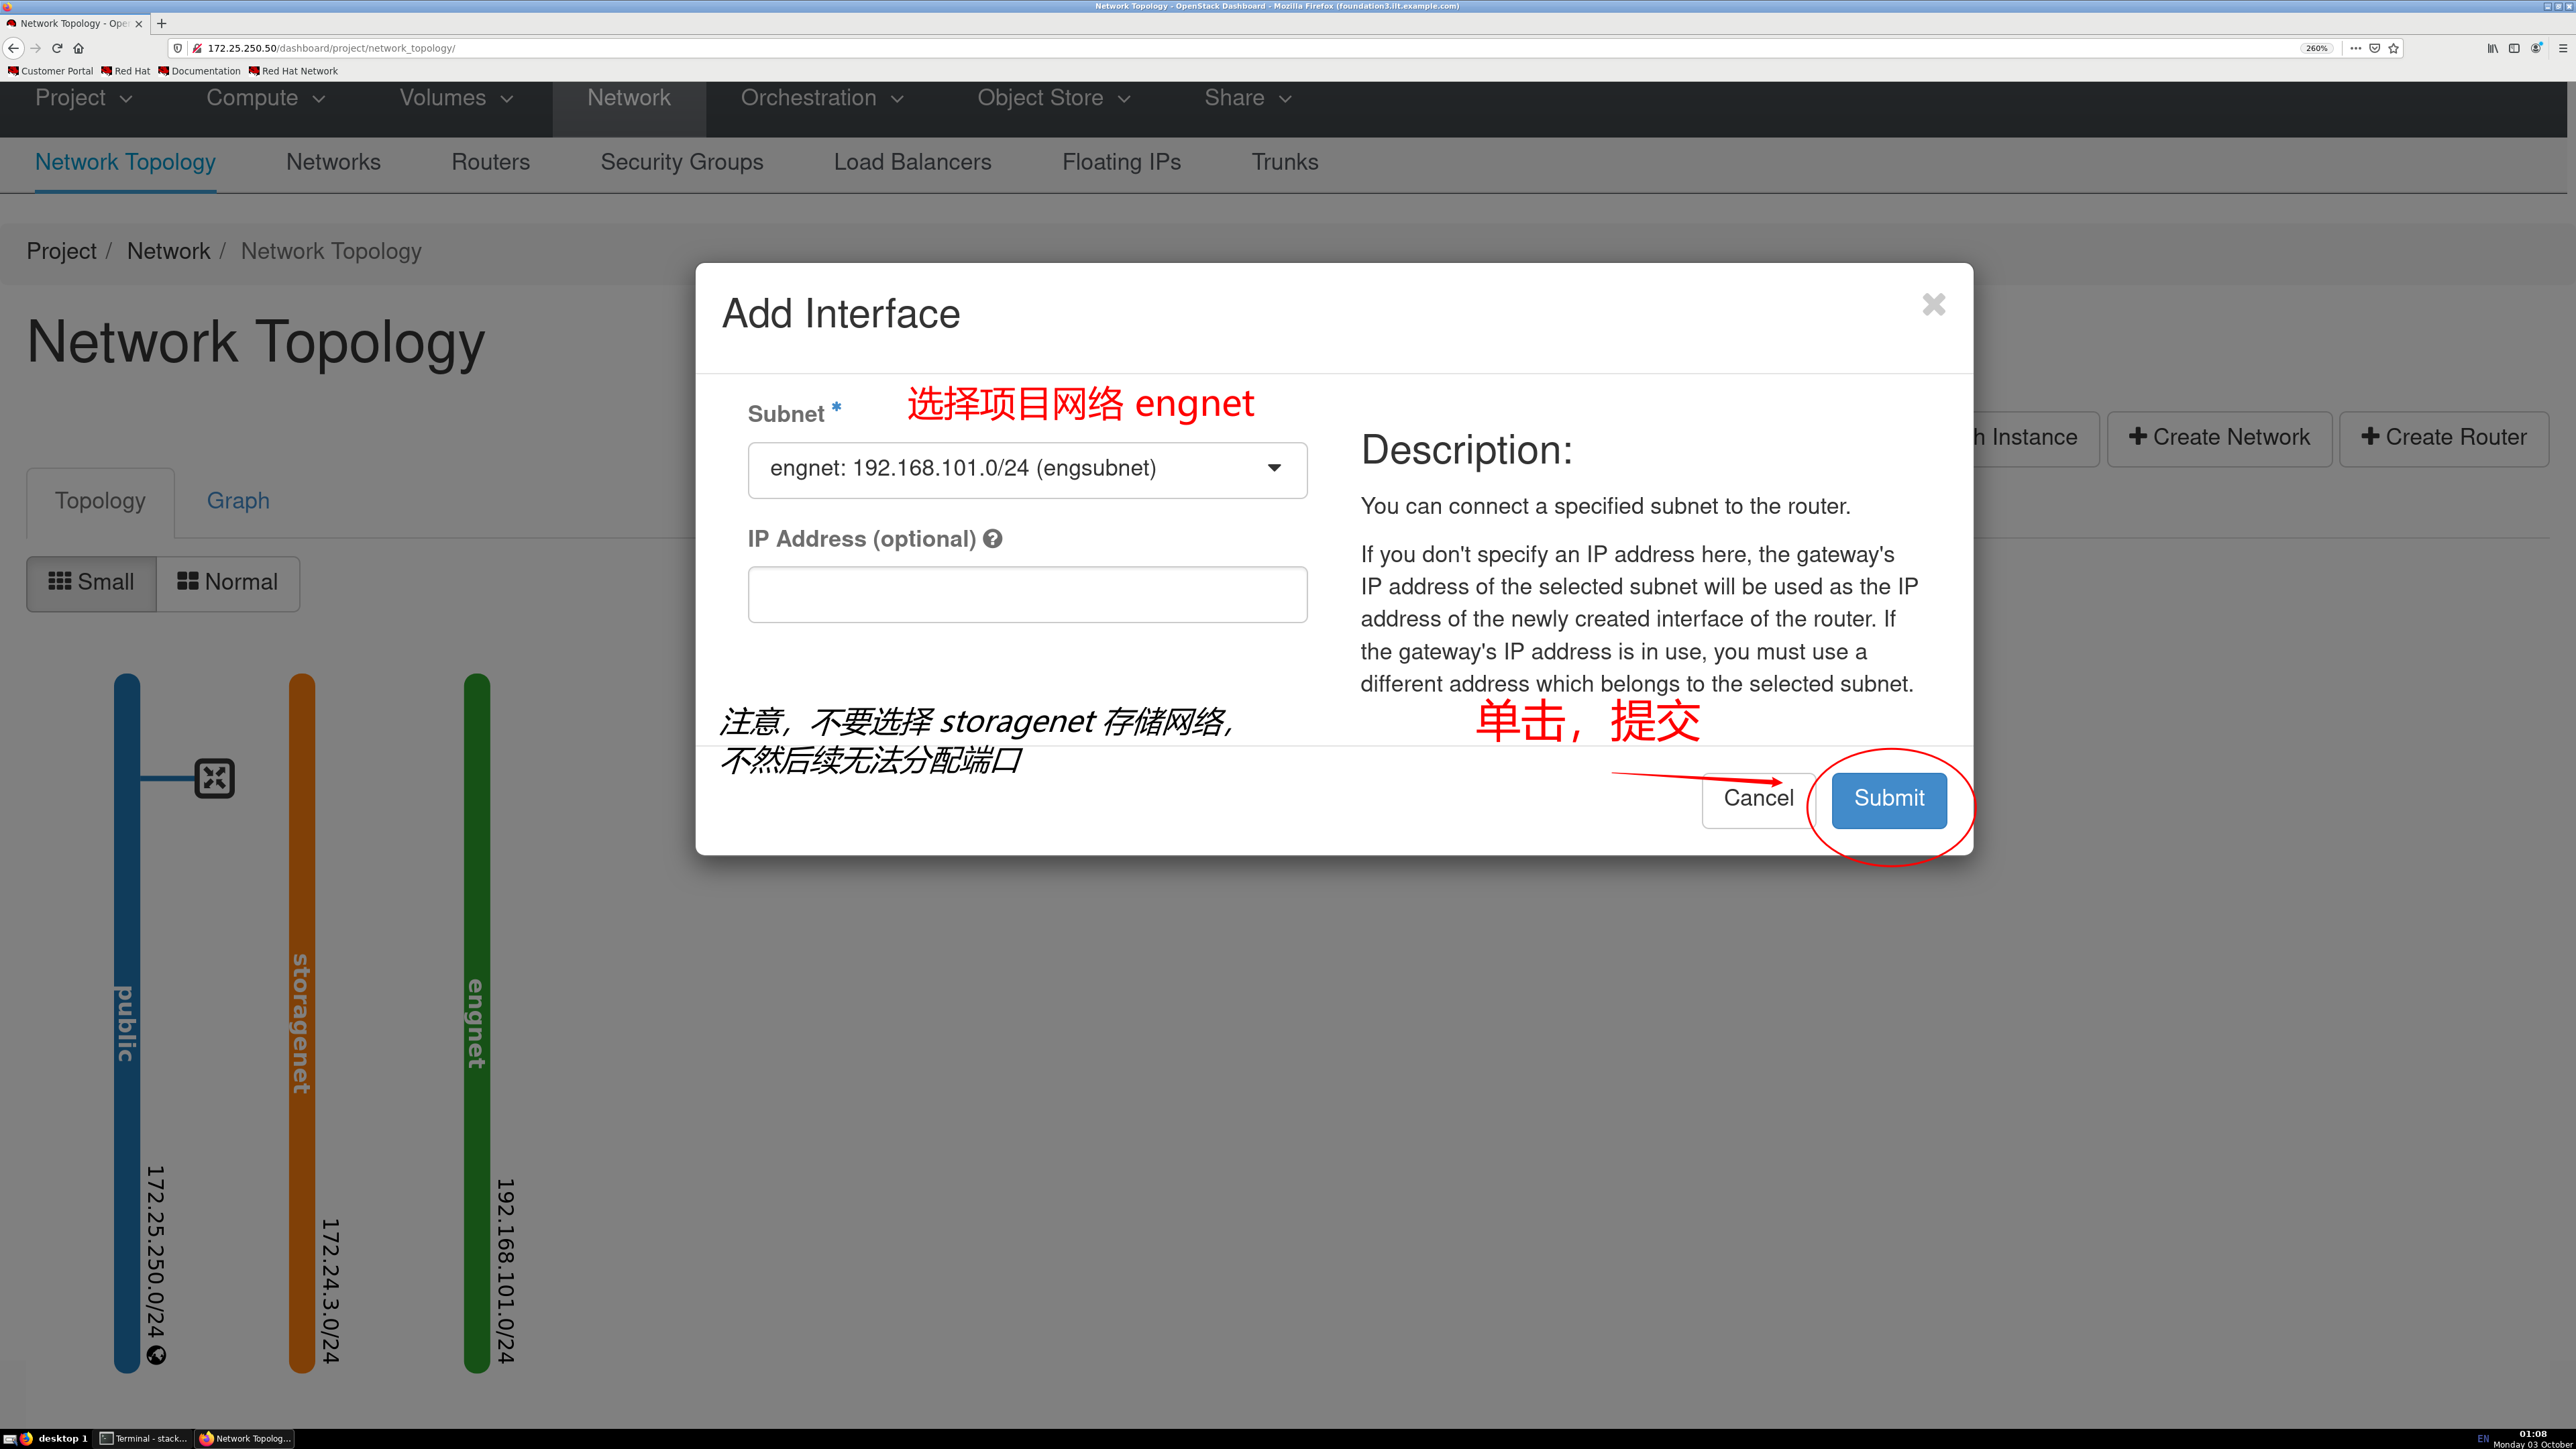 Network Topology - OpenStack Dashboard - Mozilla Firefox (foundation3.ilt.example.com)
Network Topology - Ope
172.25.250.50/dashboard/project/network_topology/
260%
Customer Portal
Red Hat
Documentation
Red Hat Network
Project
Compute
Volumes
Network
Orchestration
Object Store
Share
Network Topology
Networks
Routers
Security Groups
Load Balancers
Floating IPs
Trunks
Project / Network / Network Topology
Network Topology
h Instance
Create Network
Create Router
Topology
Graph
Small
Normal
Add Interface
Subnet *
选择项目网络 engnet
engnet: 192.168.101.0/24 (engsubnet)
IP Address (optional)
Description:
You can connect a specified subnet to the router.
If you don't specify an IP address here, the gateway's
IP address of the selected subnet will be used as the IP
address of the newly created interface of the router. If
the gateway's IP address is in use, you must use a
different address which belongs to the selected subnet.
注意，不要选择 storagenet 存储网络，
不然后续无法分配端口
单击，提交
Cancel
Submit
public
172.25.250.0/24
storagenet
172.24.3.0/24
engnet
192.168.101.0/24
desktop 1
Terminal - stack...
Network Topolog...
EN
01:08
Monday 03 October